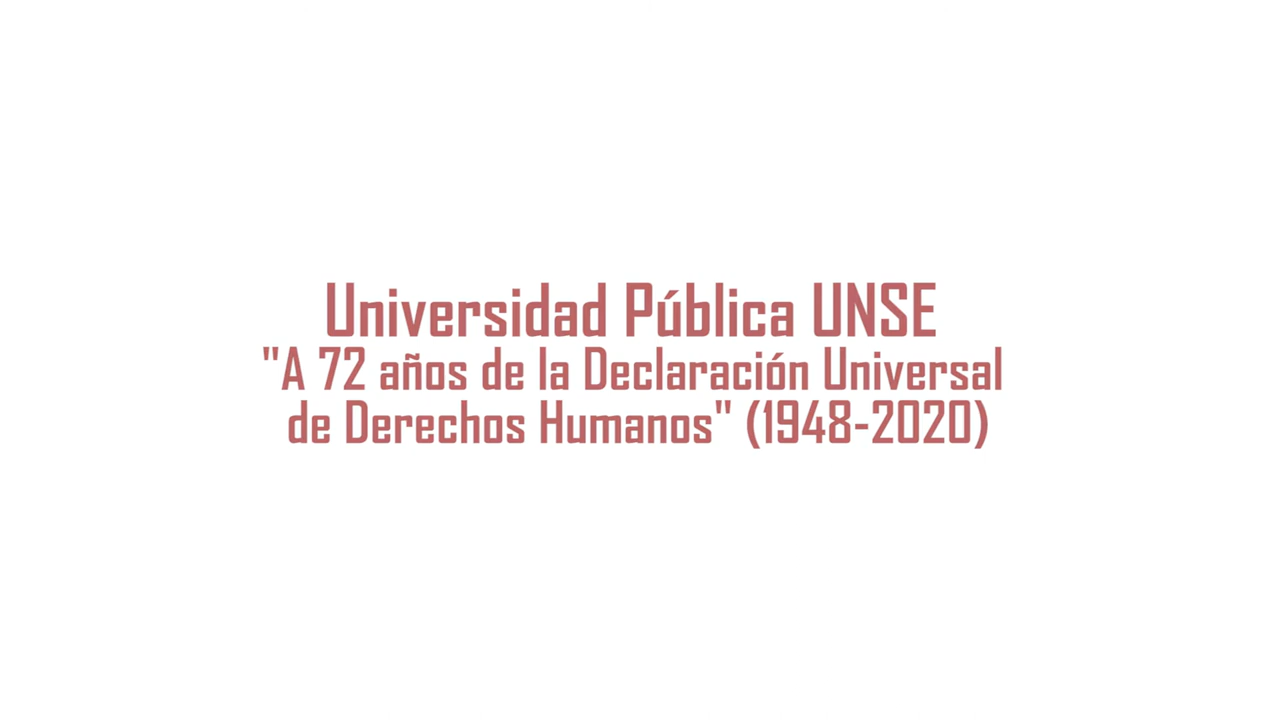 Universidad Pública UNSE
"A 72 años de la Declaración Universal
de Derechos Humanos" (1948-2020)